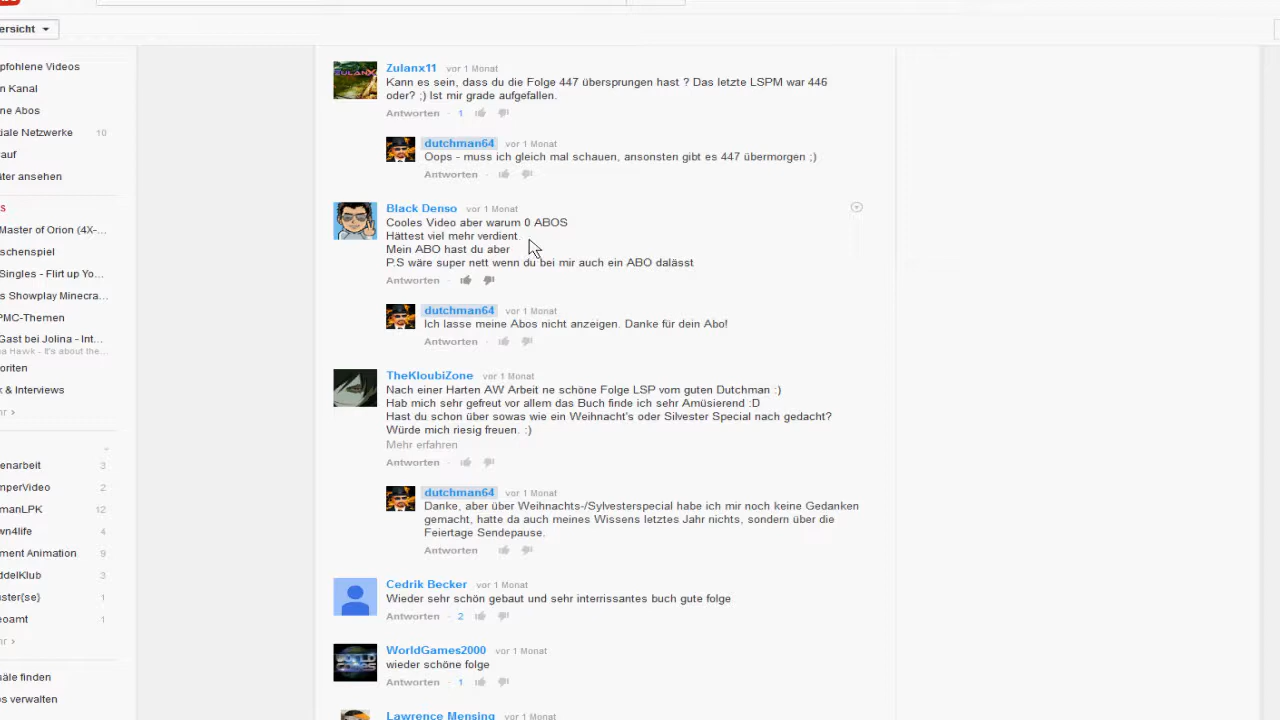 ersicht
pfohlene Videos
n Kanal
ne Abos
iale Netzwerke 10
auf
äter ansehen
s
Master of Orion (4X-...
schenspiel
Singles - Flirt up Yo...
s Showplay Minecra...
PMC-Themen
Gast bei Jolina - Int...
a Hawk - It's about the...
oriten
k & Interviews
hr ›
enarbeit 3
mperVideo 2
manLPK 12
wn4life 4
ment Animation 9
ddelKlub 3
ster{se} 1
eoamt 1
hr ›
äle finden
s verwalten
Zulanx11 vor 1 Monat
Kann es sein, dass du die Folge 447 übersprungen hast ? Das letzte LSPM war 446
oder? ;) Ist mir grade aufgefallen.
Antworten · 1
dutchman64 vor 1 Monat
Oops - muss ich gleich mal schauen, ansonsten gibt es 447 übermorgen ;)
Antworten ·
Black Denso vor 1 Monat
Cooles Video aber warum 0 ABOS
Hättest viel mehr verdient
Mein ABO hast du aber
P.S wäre super nett wenn du bei mir auch ein ABO dalässt
Antworten ·
dutchman64 vor 1 Monat
Ich lasse meine Abos nicht anzeigen. Danke für dein Abo!
Antworten ·
TheKloubiZone vor 1 Monat
Nach einer Harten AW Arbeit ne schöne Folge LSP vom guten Dutchman :)
Hab mich sehr gefreut vor allem das Buch finde ich sehr Amüsierend :D
Hast du schon über sowas wie ein Weihnacht's oder Silvester Special nach gedacht?
Würde mich riesig freuen. :)
Mehr erfahren
Antworten ·
dutchman64 vor 1 Monat
Danke, aber über Weihnachts-/Sylvesterspecial habe ich mir noch keine Gedanken
gemacht, hatte da auch meines Wissens letztes Jahr nichts, sondern über die
Feiertage Sendepause.
Antworten ·
Cedrik Becker vor 1 Monat
Wieder sehr schön gebaut und sehr interrissantes buch gute folge
Antworten · 2
WorldGames2000 vor 1 Monat
wieder schöne folge
Antworten · 1
Lawrence Mensing vor 1 Monat